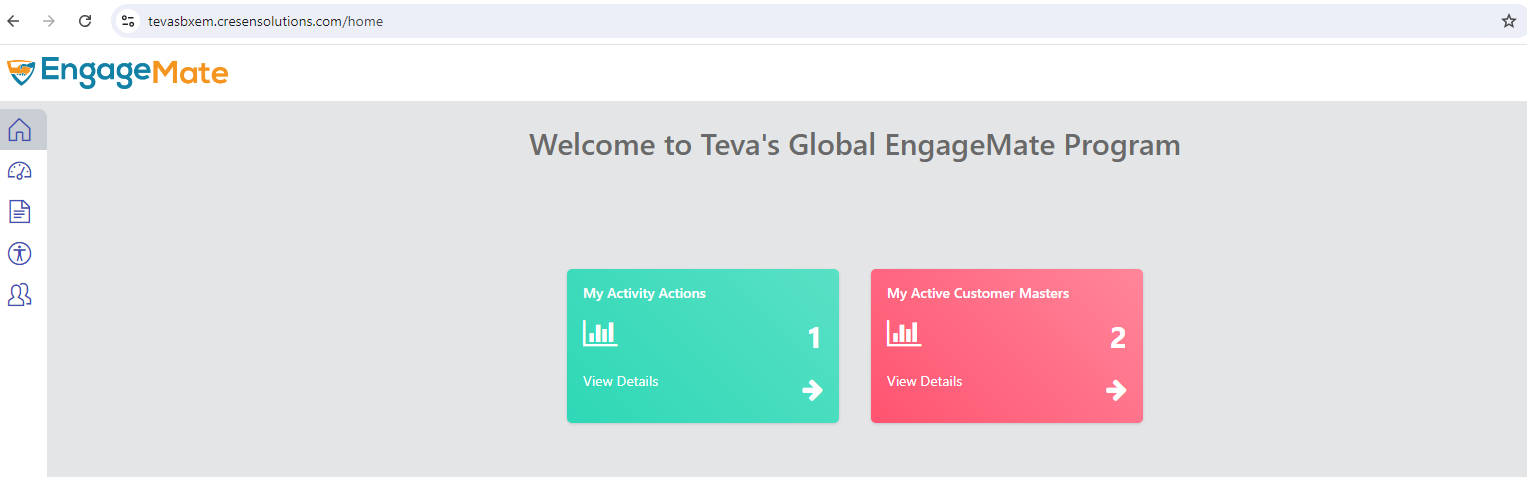 tevasbxem.cresensolutions.com/home
EngageMate
Welcome to Teva's Global EngageMate Program
My Activity Actions
1
View Details
My Active Customer Masters
2
View Details